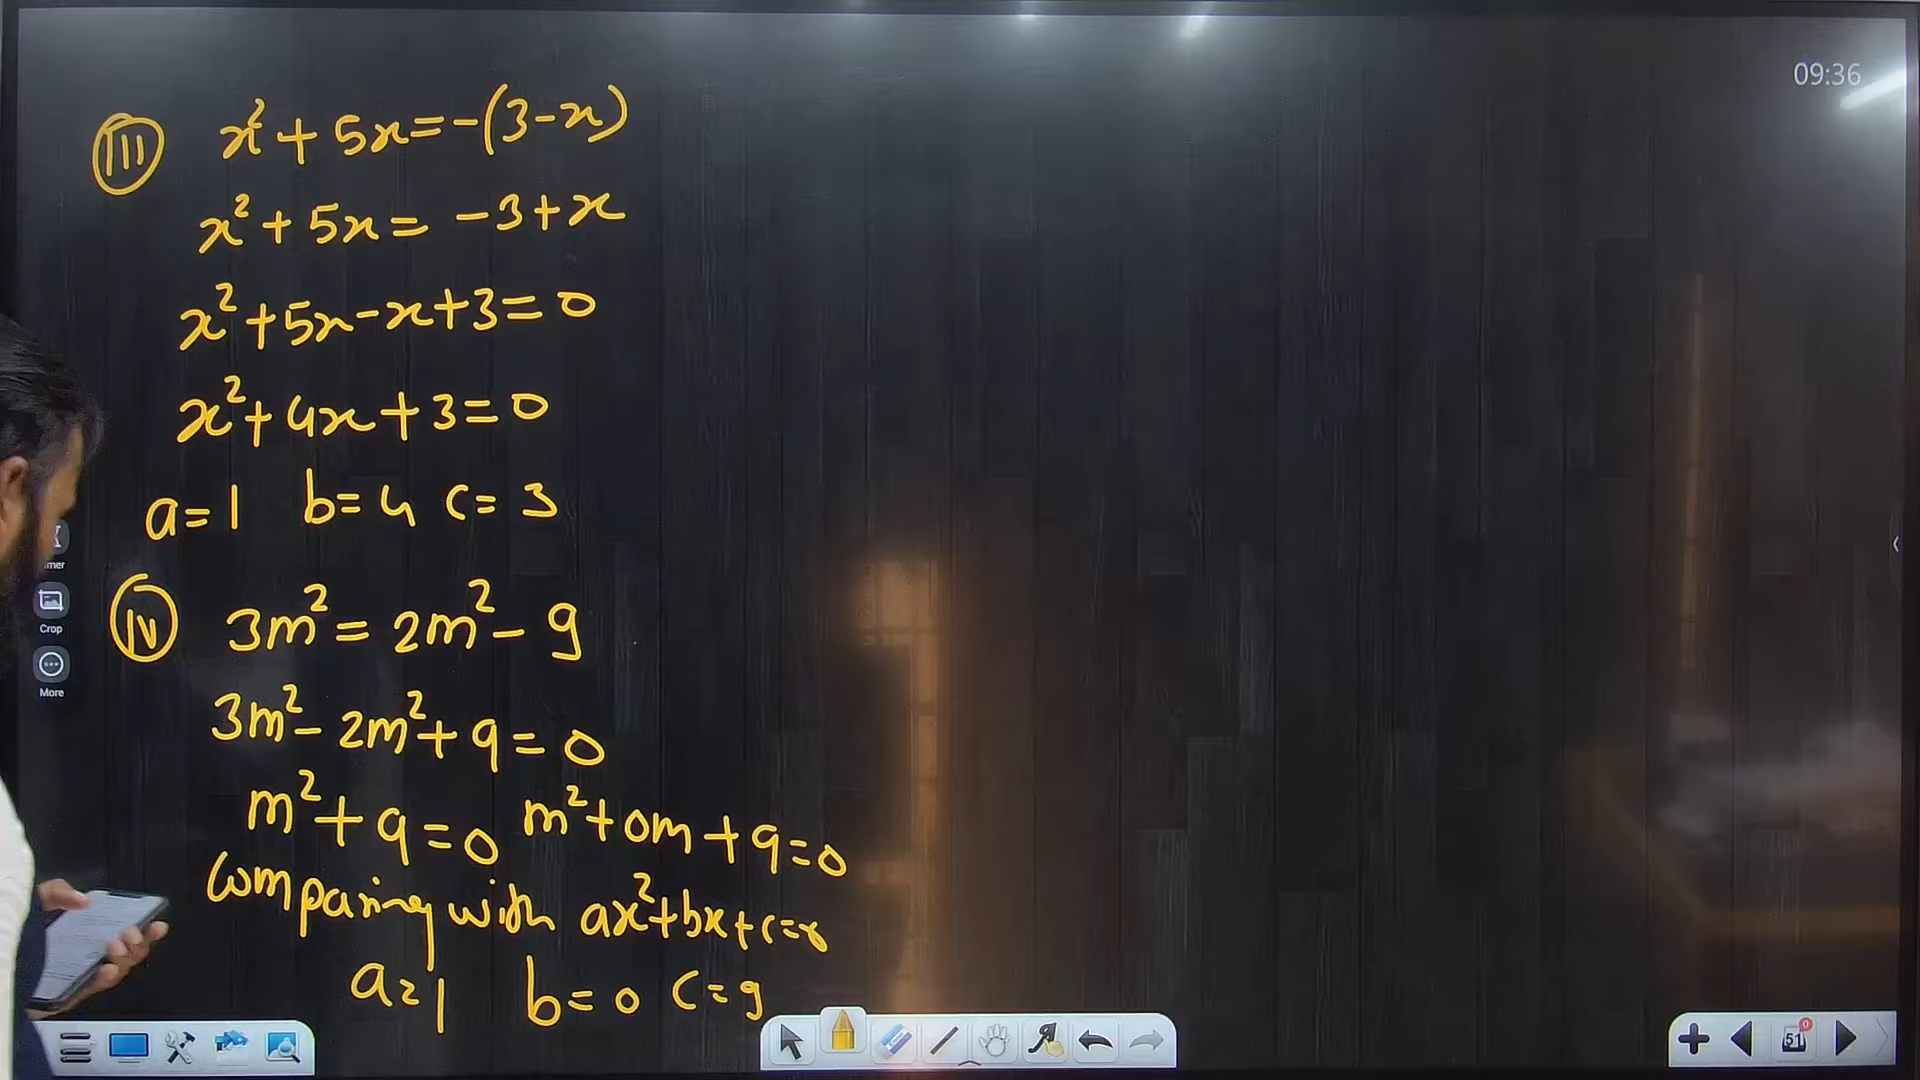 09:36
III x² + 5x = -(3-x)
x² + 5x = -3+x
x² + 5x - x + 3 = 0
x² + 4x + 3 = 0
a = 1 b = 4 c = 3
IV 3m² = 2m² - 9
3m² - 2m² + 9 = 0
m² + 9 = 0 m² + 0m + 9 = 0
Comparing with ax² + bx + c = 0
a = 1 b = 0 c = 9
Crop
More
51
0